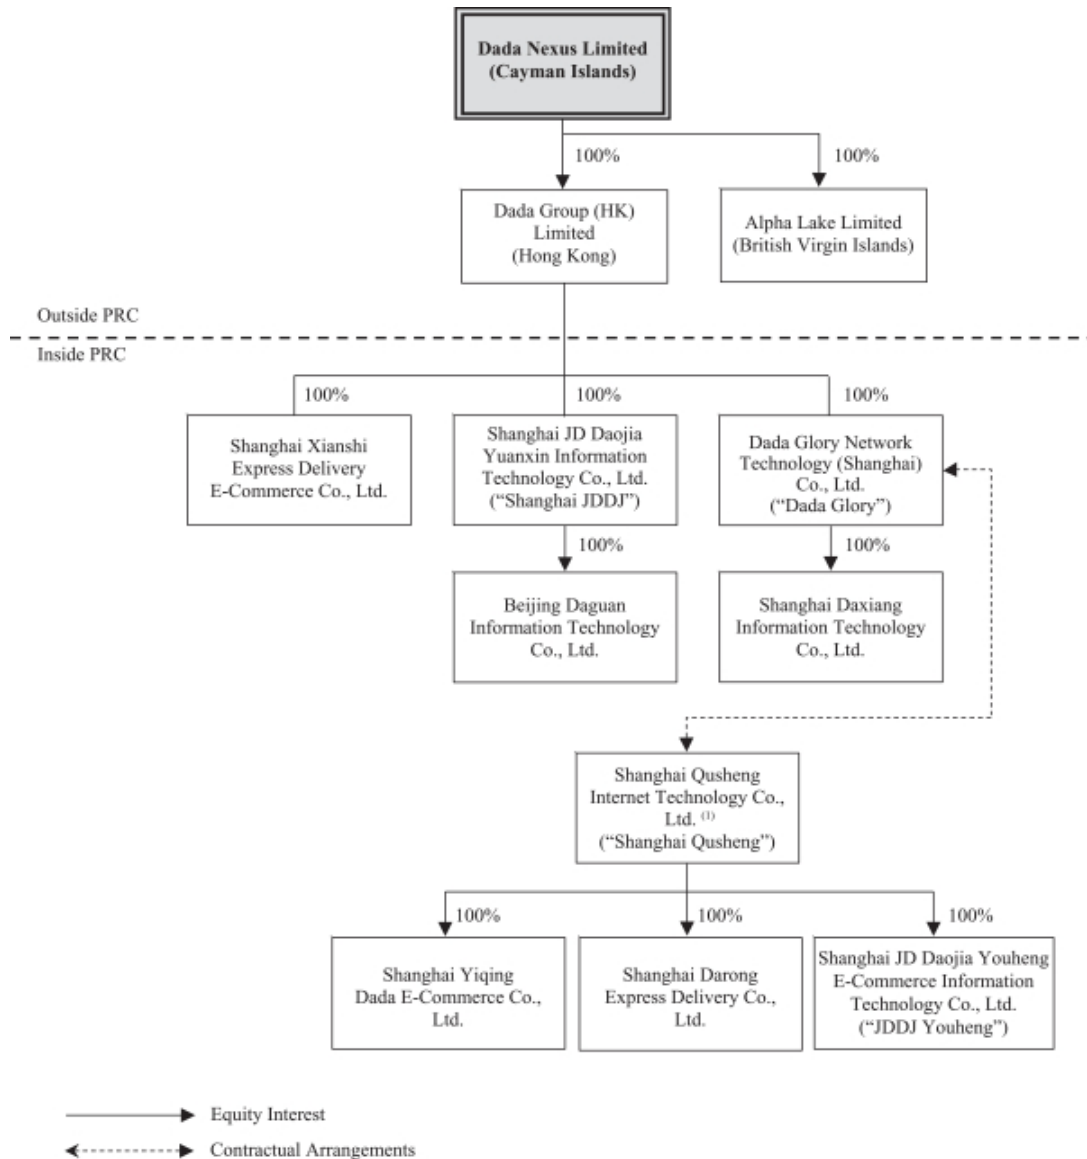 Dada Nexus Limited
(Cayman Islands)
100%
100%
Dada Group (HK)
Limited
(Hong Kong)
Alpha Lake Limited
(British Virgin Islands)
Outside PRC
Inside PRC
100%
100%
100%
Shanghai Xianshi
Express Delivery
E-Commerce Co., Ltd.
Shanghai JD Daojia
Yuanxin Information
Technology Co., Ltd.
(“Shanghai JDDJ”)
Dada Glory Network
Technology (Shanghai)
Co., Ltd.
(“Dada Glory”)
100%
100%
Beijing Daguan
Information Technology
Co., Ltd.
Shanghai Daxiang
Information Technology
Co., Ltd.
Shanghai Qusheng
Internet Technology Co.,
Ltd. (1)
(“Shanghai Qusheng”)
100%
100%
100%
Shanghai Yiqing
Dada E-Commerce Co.,
Ltd.
Shanghai Darong
Express Delivery Co.,
Ltd.
Shanghai JD Daojia Youheng
E-Commerce Information
Technology Co., Ltd.
(“JDDJ Youheng”)
Equity Interest
Contractual Arrangements